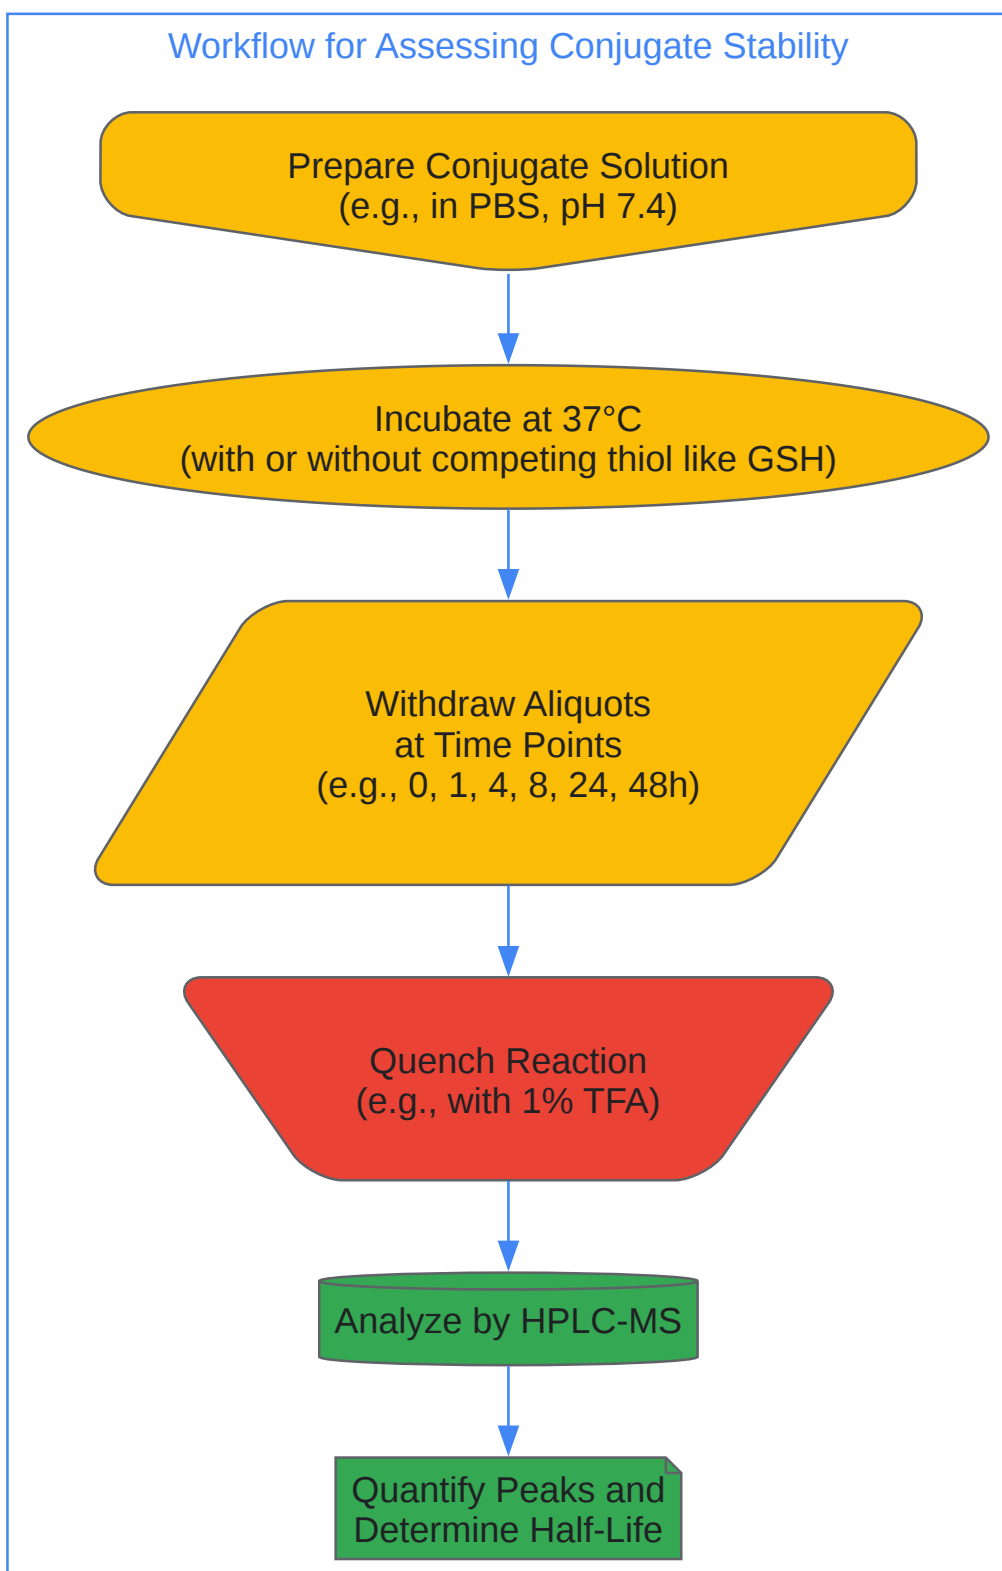 Workflow for Assessing Conjugate Stability
Prepare Conjugate Solution
(e.g., in PBS, pH 7.4)
Incubate at 37°C
(with or without competing thiol like GSH)
Withdraw Aliquots
at Time Points
(e.g., 0, 1, 4, 8, 24, 48h)
Quench Reaction
(e.g., with 1% TFA)
Analyze by HPLC-MS
Quantify Peaks and
Determine Half-Life